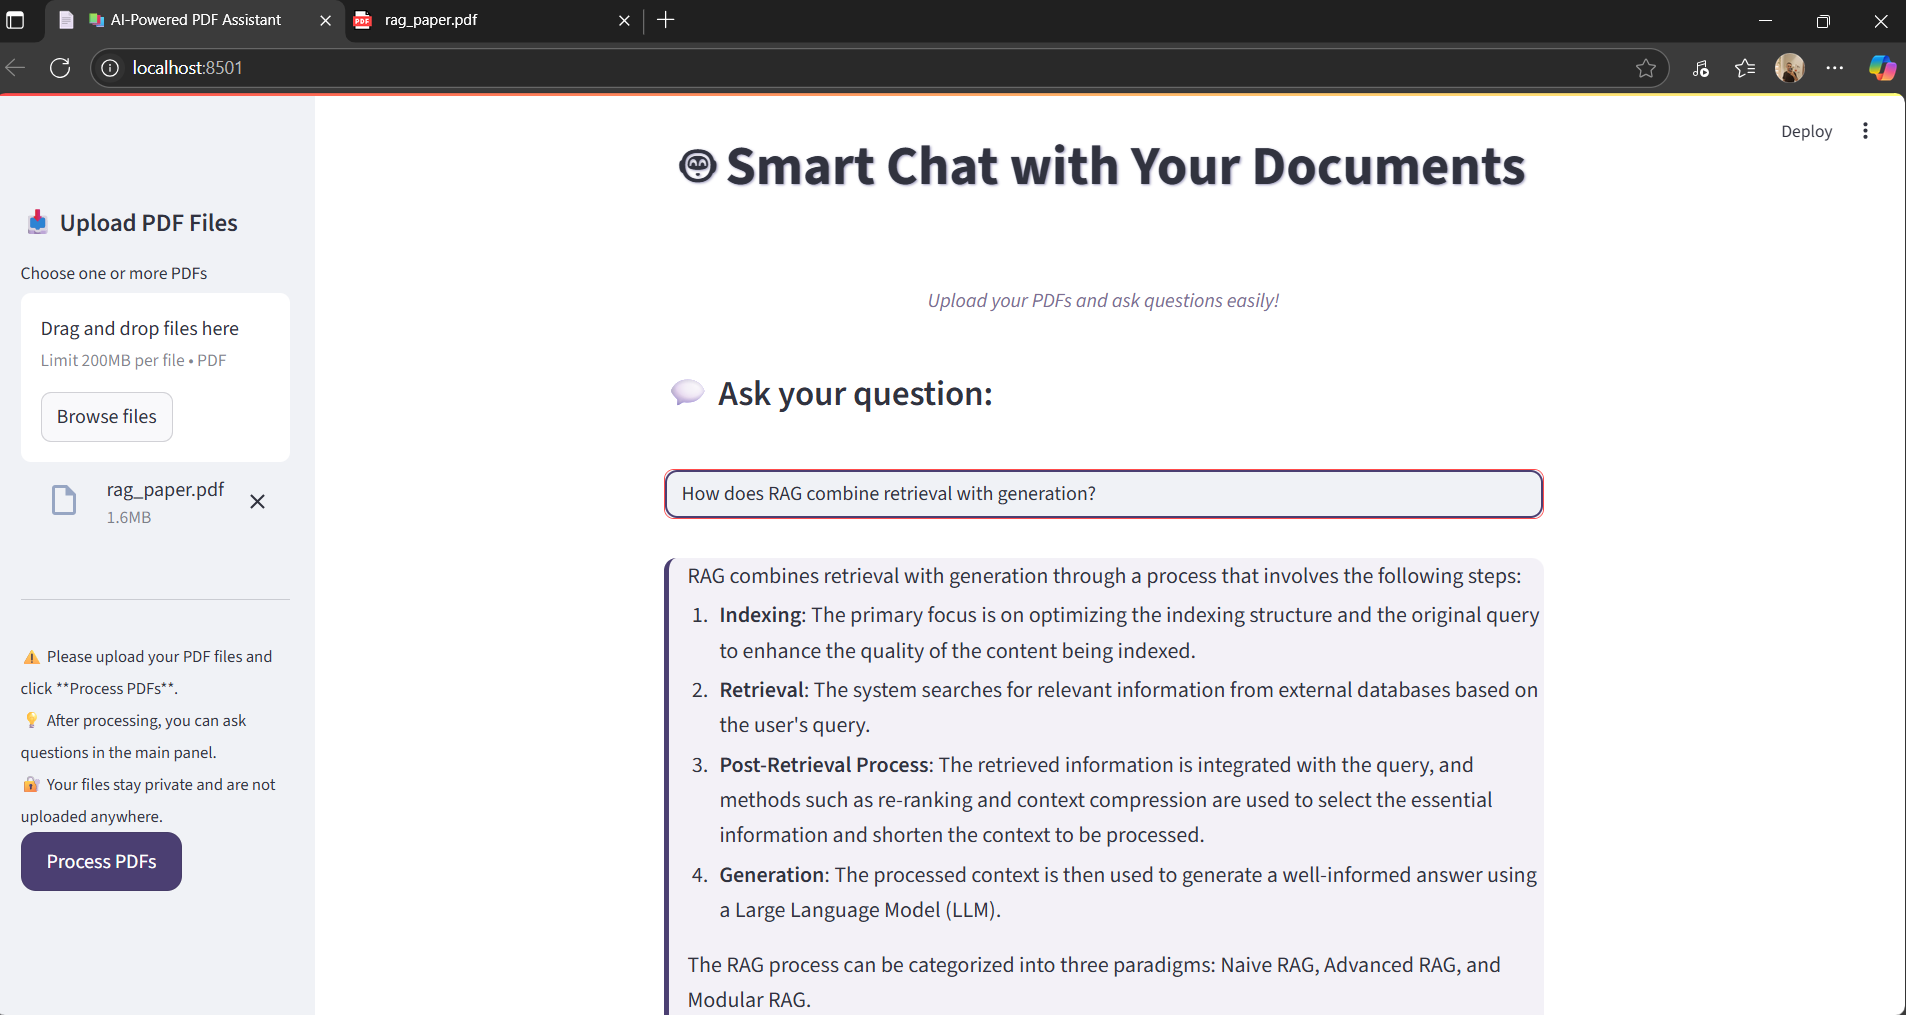 AI-Powered PDF Assistant
rag_paper.pdf
localhost:8501
Deploy
Smart Chat with Your Documents
Upload your PDFs and ask questions easily!
Upload PDF Files
Choose one or more PDFs
Drag and drop files here
Limit 200MB per file • PDF
Browse files
rag_paper.pdf
1.6MB
Please upload your PDF files and
click **Process PDFs**.
After processing, you can ask
questions in the main panel.
Your files stay private and are not
uploaded anywhere.
Process PDFs
Ask your question:
How does RAG combine retrieval with generation?
RAG combines retrieval with generation through a process that involves the following steps:
1. Indexing: The primary focus is on optimizing the indexing structure and the original query
to enhance the quality of the content being indexed.
2. Retrieval: The system searches for relevant information from external databases based on
the user's query.
3. Post-Retrieval Process: The retrieved information is integrated with the query, and
methods such as re-ranking and context compression are used to select the essential
information and shorten the context to be processed.
4. Generation: The processed context is then used to generate a well-informed answer using
a Large Language Model (LLM).
The RAG process can be categorized into three paradigms: Naive RAG, Advanced RAG, and
Modular RAG.